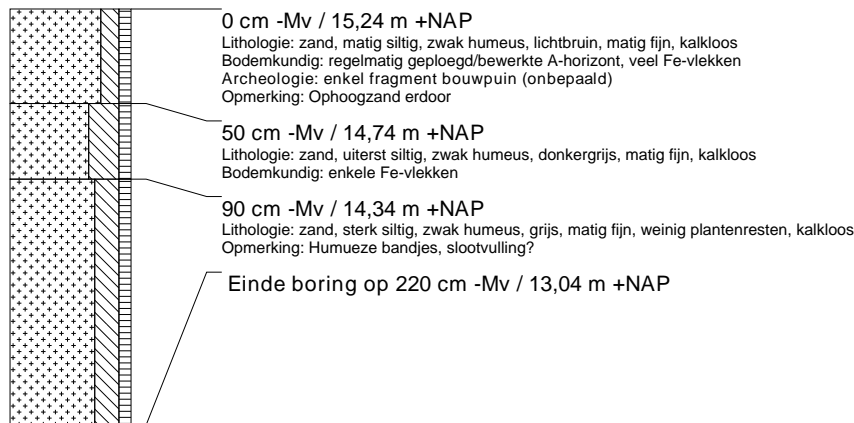 0 cm -Mv / 15,24 m +NAP
Lithologie: zand, matig siltig, zwak humeus, lichtbruin, matig fijn, kalkloos
Bodemkundig: regelmatig geploegd/bewerkte A-horizont, veel Fe-vlekken
Archeologie: enkel fragment bouwpuin (onbepaald)
Opmerking: Ophoogzand erdoor
50 cm -Mv / 14,74 m +NAP
Lithologie: zand, uiterst siltig, zwak humeus, donkergrijs, matig fijn, kalkloos
Bodemkundig: enkele Fe-vlekken
90 cm -Mv / 14,34 m +NAP
Lithologie: zand, sterk siltig, zwak humeus, grijs, matig fijn, weinig plantenresten, kalkloos
Opmerking: Humueze bandjes, slootvulling?
Einde boring op 220 cm -Mv / 13,04 m +NAP